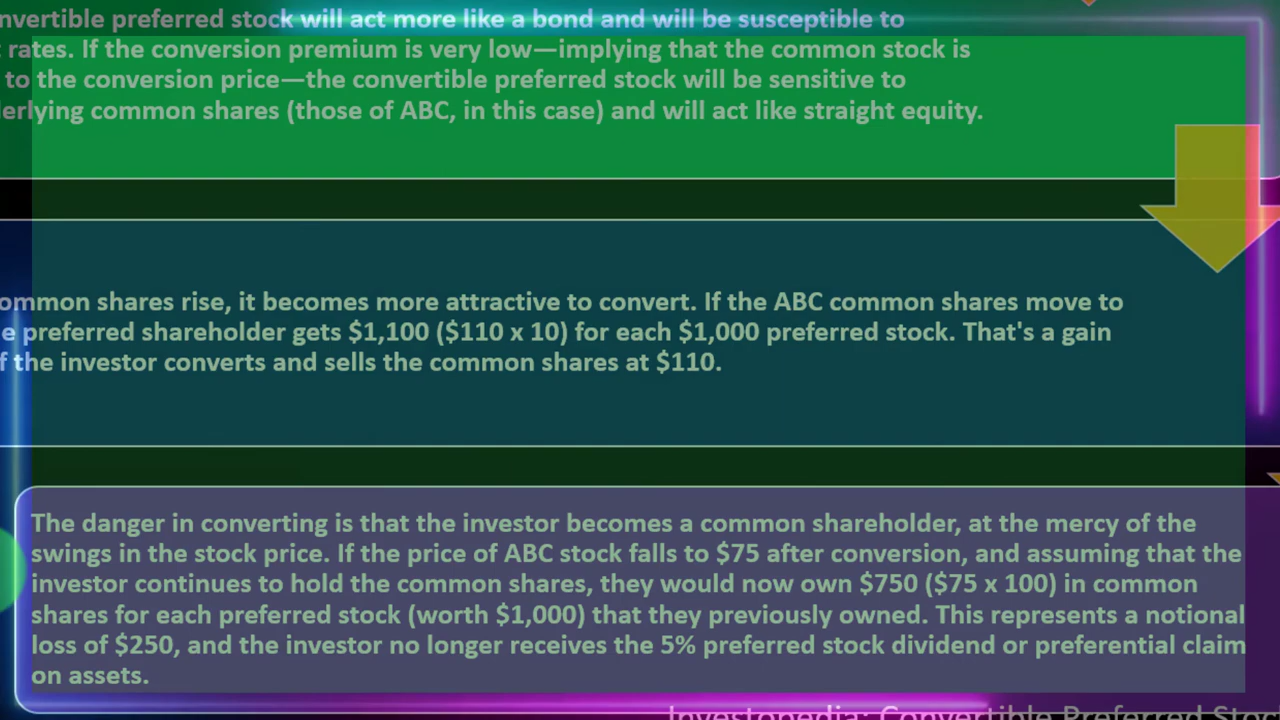 nvertible preferred stock will act more like a bond and will be susceptible to
rates. If the conversion premium is very low—implying that the common stock is
to the conversion price—the convertible preferred stock will be sensitive to
derlying common shares (those of ABC, in this case) and will act like straight equity.
ommon shares rise, it becomes more attractive to convert. If the ABC common shares move to
e preferred shareholder gets $1,100 ($110 x 10) for each $1,000 preferred stock. That's a gain
f the investor converts and sells the common shares at $110.
The danger in converting is that the investor becomes a common shareholder, at the mercy of the
swings in the stock price. If the price of ABC stock falls to $75 after conversion, and assuming that the
investor continues to hold the common shares, they would now own $750 ($75 x 100) in common
shares for each preferred stock (worth $1,000) that they previously owned. This represents a notional
loss of $250, and the investor no longer receives the 5% preferred stock dividend or preferential claim
on assets.
Investopedia: Convertible Preferred Stoc